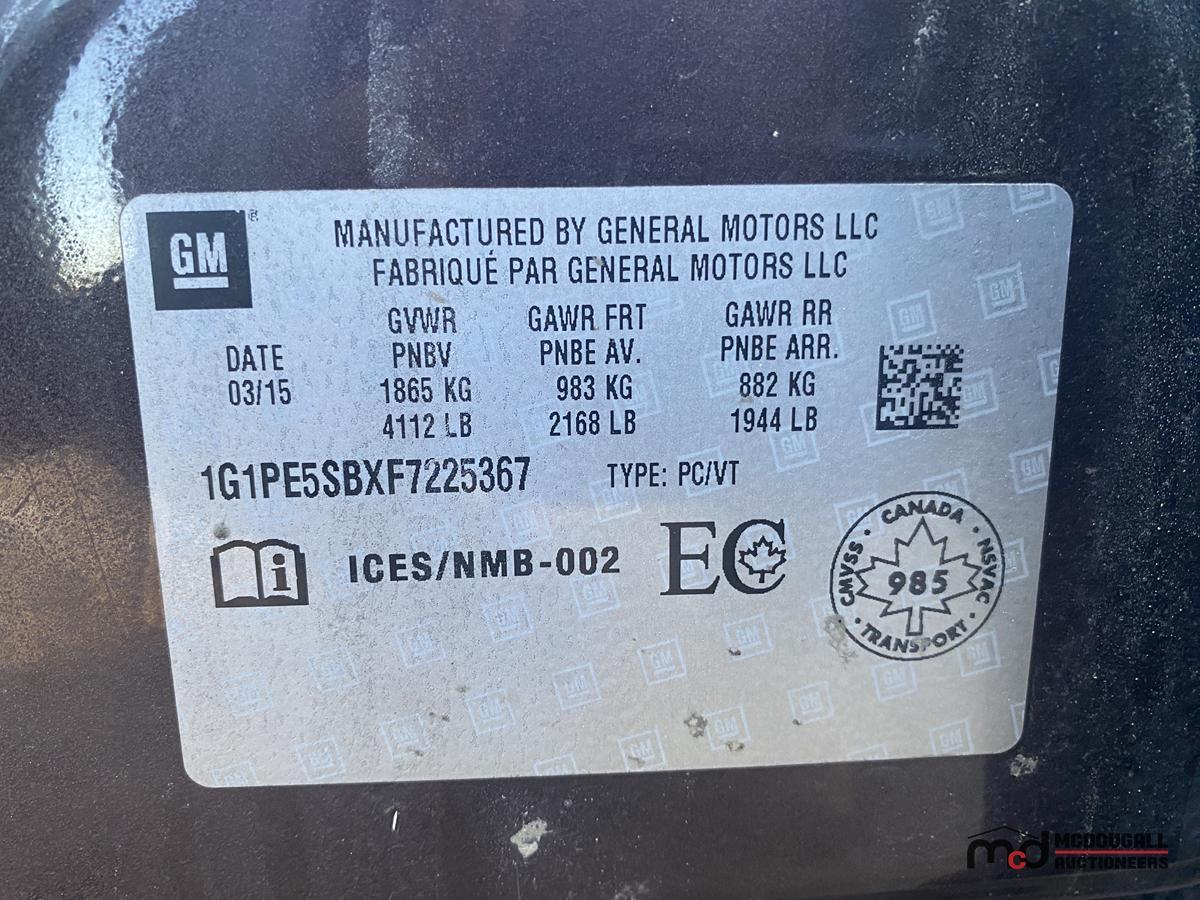 GM
MANUFACTURED BY GENERAL MOTORS LLC
FABRIQUÉ PAR GENERAL MOTORS LLC
GVWR GAWR FRT GAWR RR
DATE PNBV PNBE AV. PNBE ARR.
03/15 1865 KG 983 KG 882 KG
4112 LB 2168 LB 1944 LB
1G1PE5SBXF7225367 TYPE: PC/VT
ICES/NMB-002 EC
CANADA
CMVSS · 985 · NSVAC
TRANSPORT
mcd MCDOUGALL
AUCTIONEERS